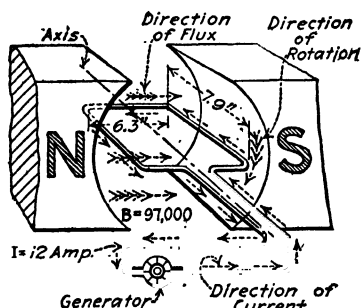 Axis
Direction
of Flux
Direction
of
Rotation
7.9"
6.3"
N
S
B = 97,000
I = 12 Amp.
Generator
Direction of
Current